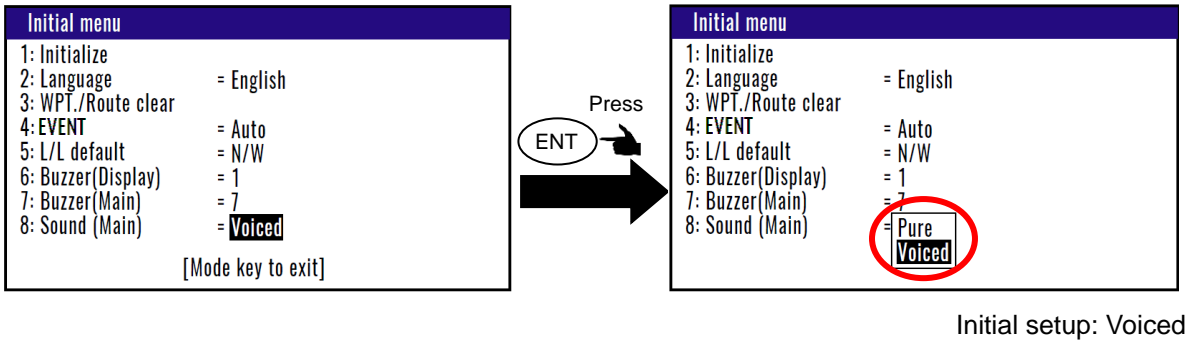 Initial menu
1: Initialize
2: Language = English
3: WPT./Route clear
4: EVENT = Auto
5: L/L default = N/W
6: Buzzer(Display) = 1
7: Buzzer(Main) = 7
8: Sound (Main) = Voiced
[Mode key to exit]
Press
ENT
Initial menu
1: Initialize
2: Language = English
3: WPT./Route clear
4: EVENT = Auto
5: L/L default = N/W
6: Buzzer(Display) = 1
7: Buzzer(Main) = 7
8: Sound (Main) = Pure
Voiced
Initial setup: Voiced